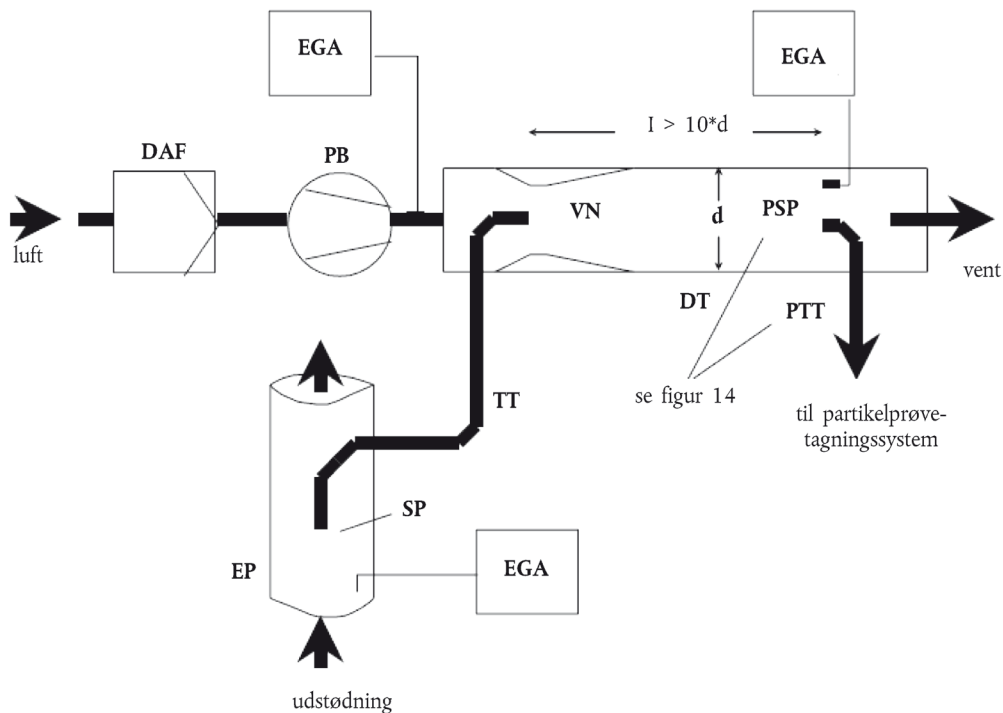 EGA
EGA
I > 10*d
DAF
PB
VN
d
PSP
luft
vent
DT
PTT
TT
se figur 14
til partikelprøve-
tagningssystem
SP
EP
EGA
udstødning